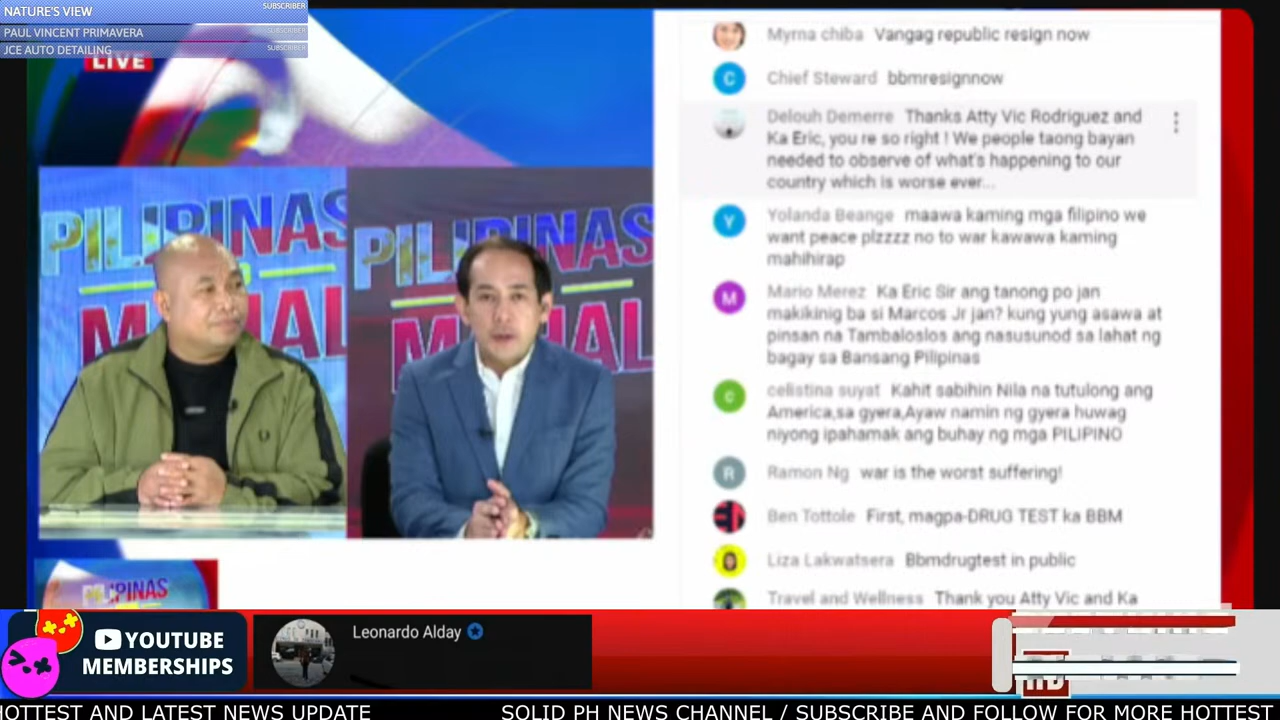 NATURE'S VIEW
SUBSCRIBER
PAUL VINCENT PRIMAVERA
SUBSCRIBER
JCE AUTO DETAILING
SUBSCRIBER
LIVE
PILIPINAS
PILIPINAS
Myrna chiba Vangag republic resign now
Chief Steward bbmresignnow
Delouh Demerre Thanks Atty Vic Rodriguez and
Ka Eric, you re so right ! We people taong bayan
needed to observe of what's happening to our
country which is worse ever...
Yolanda Beange maawa kaming mga filipino we
want peace plzzzz no to war kawawa kaming
mahihirap
Mario Merez Ka Eric Sir ang tanong po jan
makikinig ba si Marcos Jr jan? kung yung asawa at
pinsan na Tambaloslos ang nasusunod sa lahat ng
bagay sa Bansang Pilipinas
celistina suyat Kahit sabihin Nila na tutulong ang
America,sa gyera,Ayaw namin ng gyera huwag
niyong ipahamak ang buhay ng mga PILIPINO
Ramon Ng war is the worst suffering!
Ben Tottole First, magpa-DRUG TEST ka BBM
Liza Lakwatsera Bbmdrugtest in public
Travel and Wellness Thank you Atty Vic and Ka
PILIPINAS
YOUTUBE
MEMBERSHIPS
Leonardo Alday
HOTTEST AND LATEST NEWS UPDATE
SOLID PH NEWS CHANNEL / SUBSCRIBE AND FOLLOW FOR MORE HOTTEST